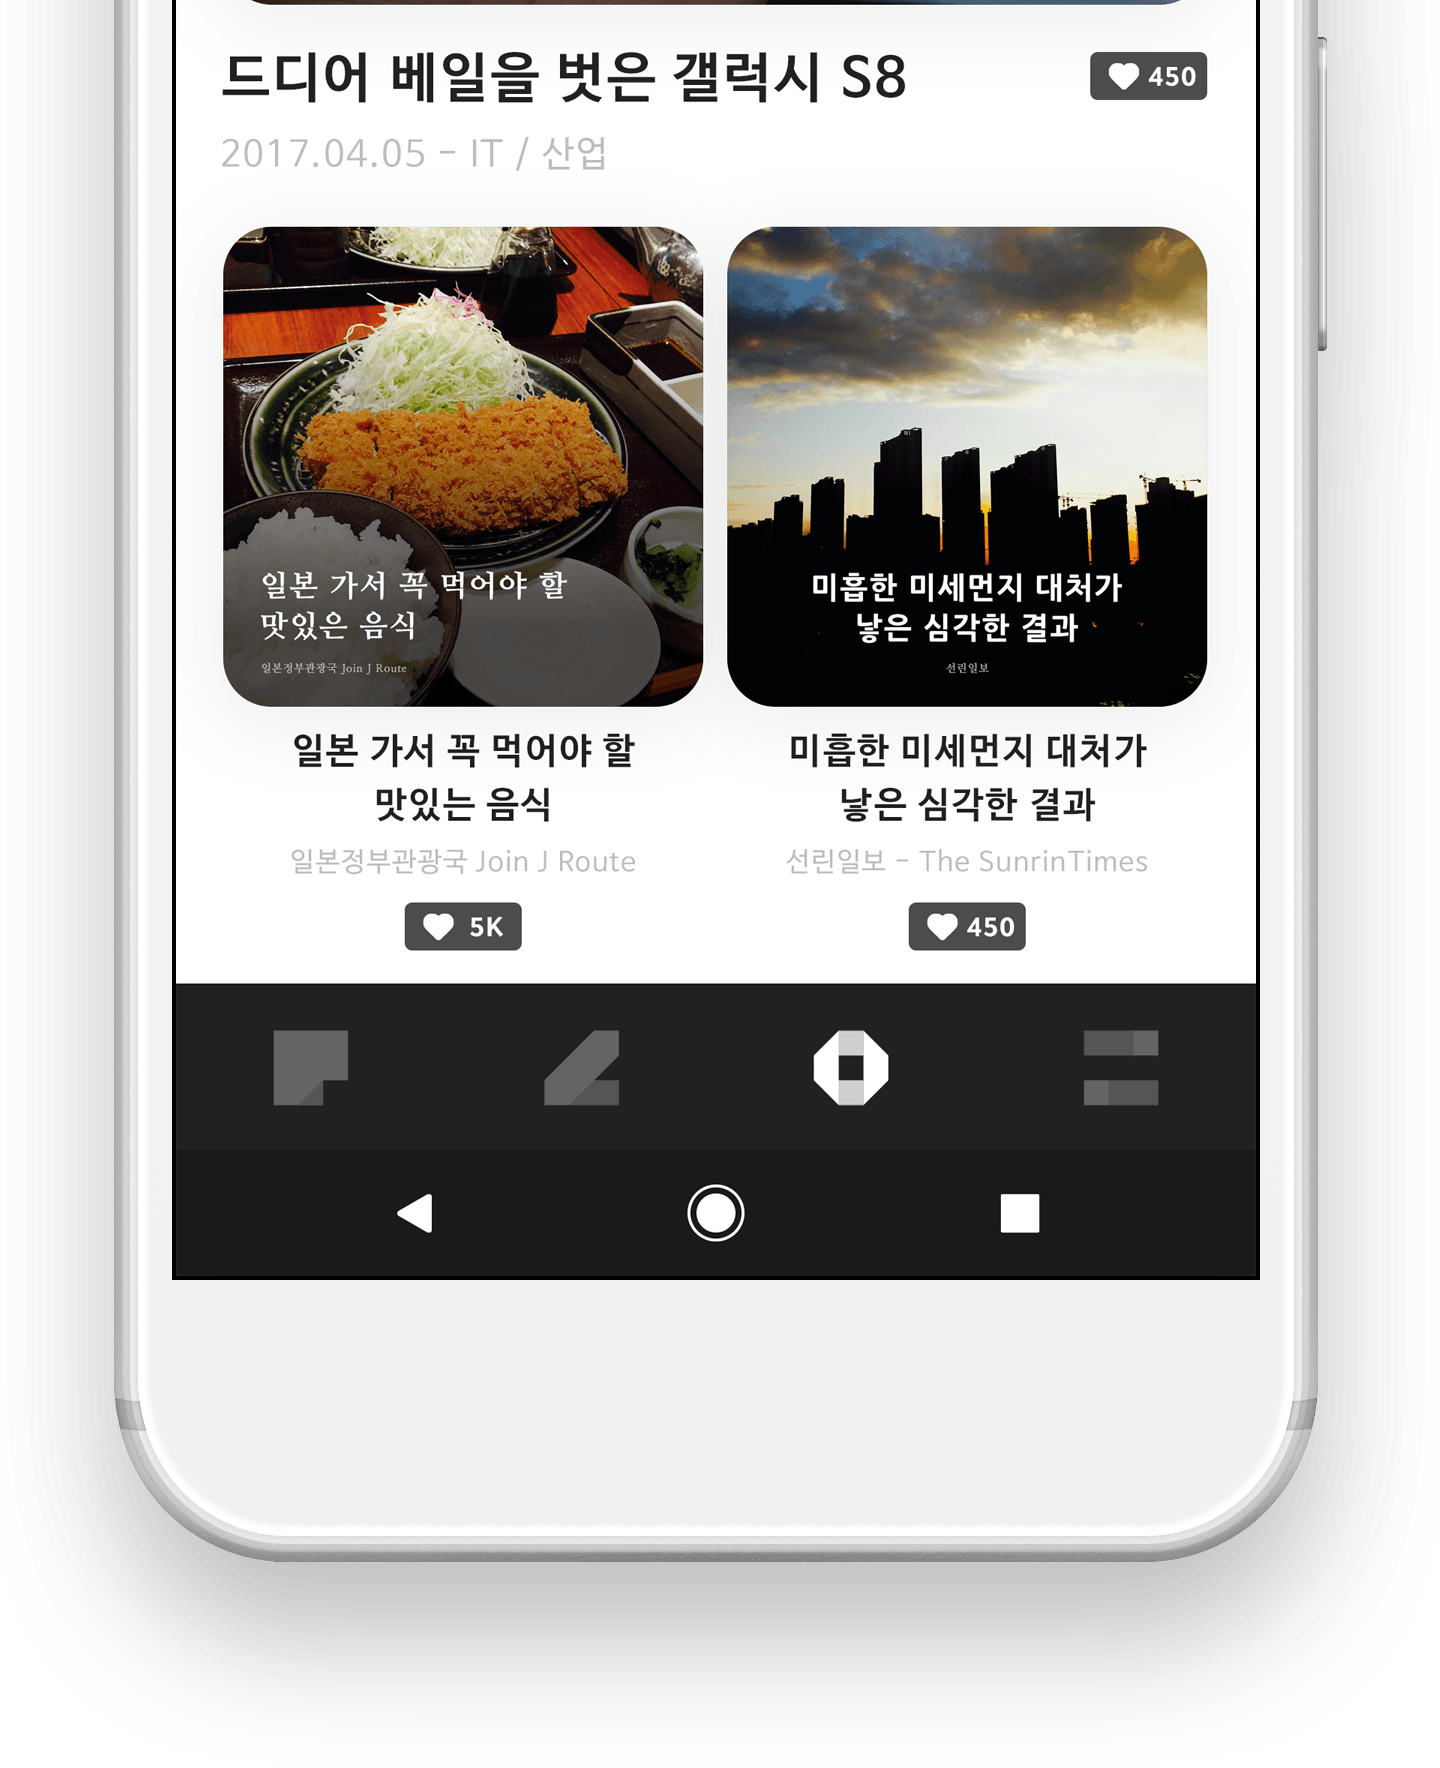 드디어 베일을 벗은 갤럭시 S8
450
2017.04.05 – IT / 산업
일본 가서 꼭 먹어야 할
맛있은 음식
일본정부관광국 Join J Route
미흡한 미세먼지 대처가
낳은 심각한 결과
선린일보
일본 가서 꼭 먹어야 할
맛있는 음식
일본정부관광국 Join J Route
5K
미흡한 미세먼지 대처가
낳은 심각한 결과
선린일보 – The SunrinTimes
450